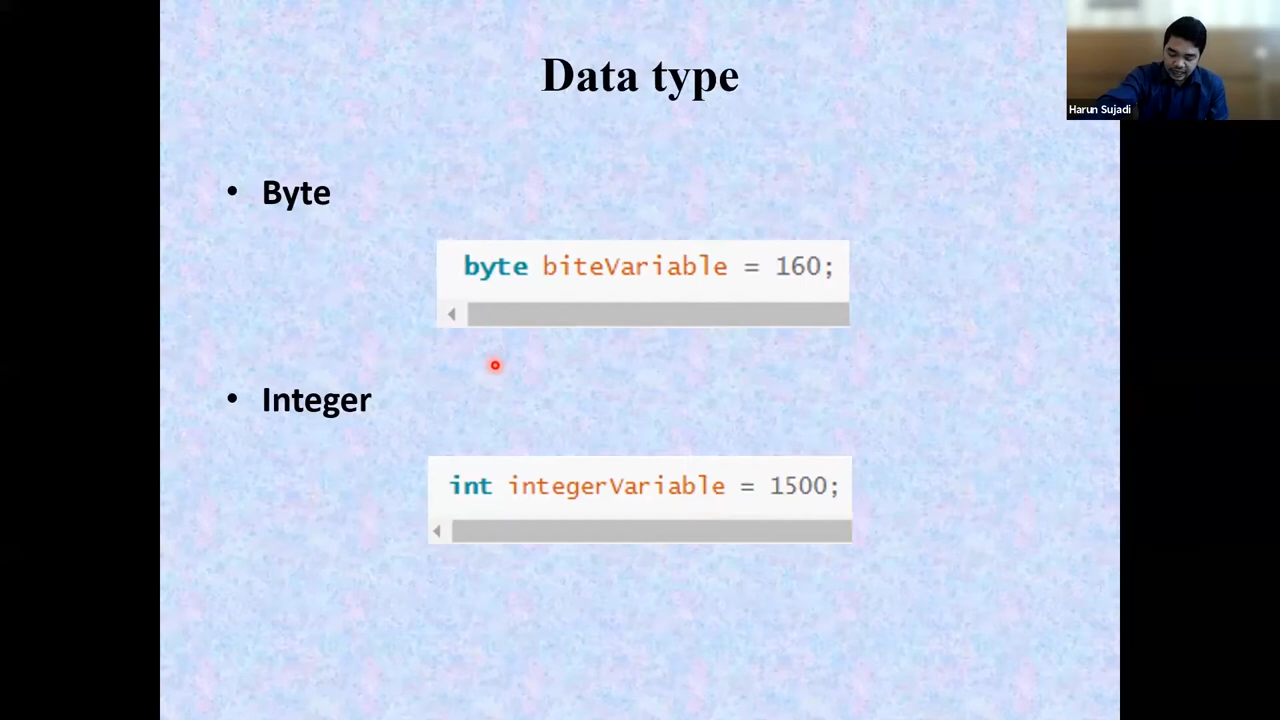 Data type
Harun Sujadi
• Byte
byte biteVariable = 160;
• Integer
int integerVariable = 1500;